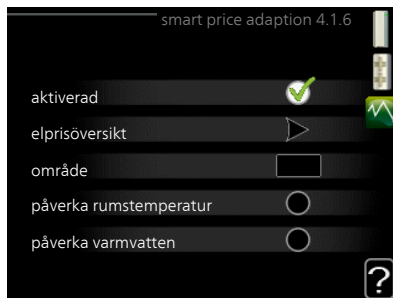 smart price adaption 4.1.6
aktiverad
elprisöversikt
område
påverka rumstemperatur
påverka varmvatten
?